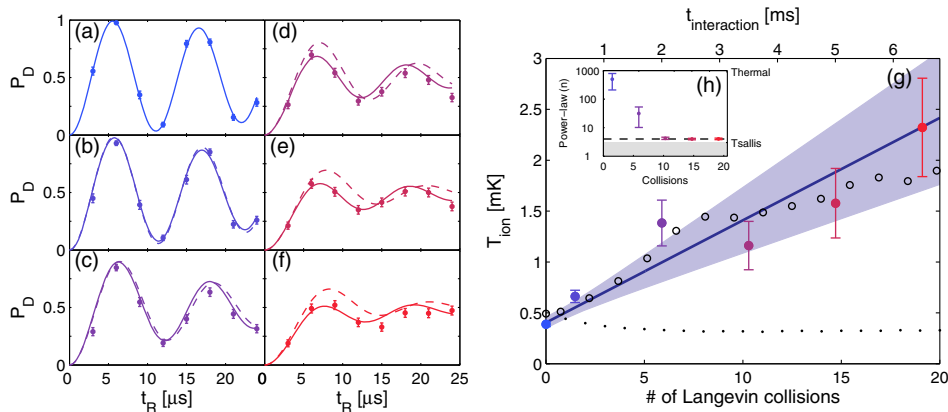 (a)
P_D
1
0.5
0
(b)
P_D
1
0.5
0
(c)
P_D
1
0.5
0
0 5 10 15 20
t_R [μs]
(d)
(e)
(f)
0 5 10 15 20 25
t_R [μs]
t_interaction [ms]
1 2 3 4 5 6
(g)
T_ion [mK]
3
2.5
2
1.5
1
0.5
0
0 5 10 15 20
# of Langevin collisions
(h)
Power-law (n)
1000
100
10
1
Thermal
Tsallis
0 5 10 15 20
Collisions